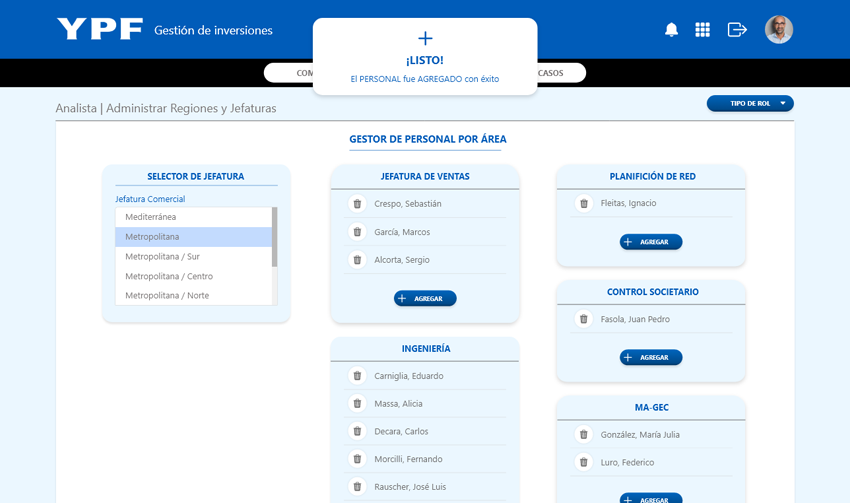 YPF Gestión de inversiones
¡LISTO!
El PERSONAL fue AGREGADO con éxito
COM
CASOS
Analista | Administrar Regiones y Jefaturas
TIPO DE ROL
GESTOR DE PERSONAL POR ÁREA
SELECTOR DE JEFATURA
Jefatura Comercial
Mediterránea
Metropolitana
Metropolitana / Sur
Metropolitana / Centro
Metropolitana / Norte
JEFATURA DE VENTAS
Crespo, Sebastián
García, Marcos
Alcorta, Sergio
AGREGAR
INGENIERÍA
Carniglia, Eduardo
Massa, Alicia
Decara, Carlos
Morcilli, Fernando
Rauscher, José Luis
PLANIFICIÓN DE RED
Fleitas, Ignacio
AGREGAR
CONTROL SOCIETARIO
Fasola, Juan Pedro
AGREGAR
MA-GEC
González, María Julia
Luro, Federico
AGREGAR